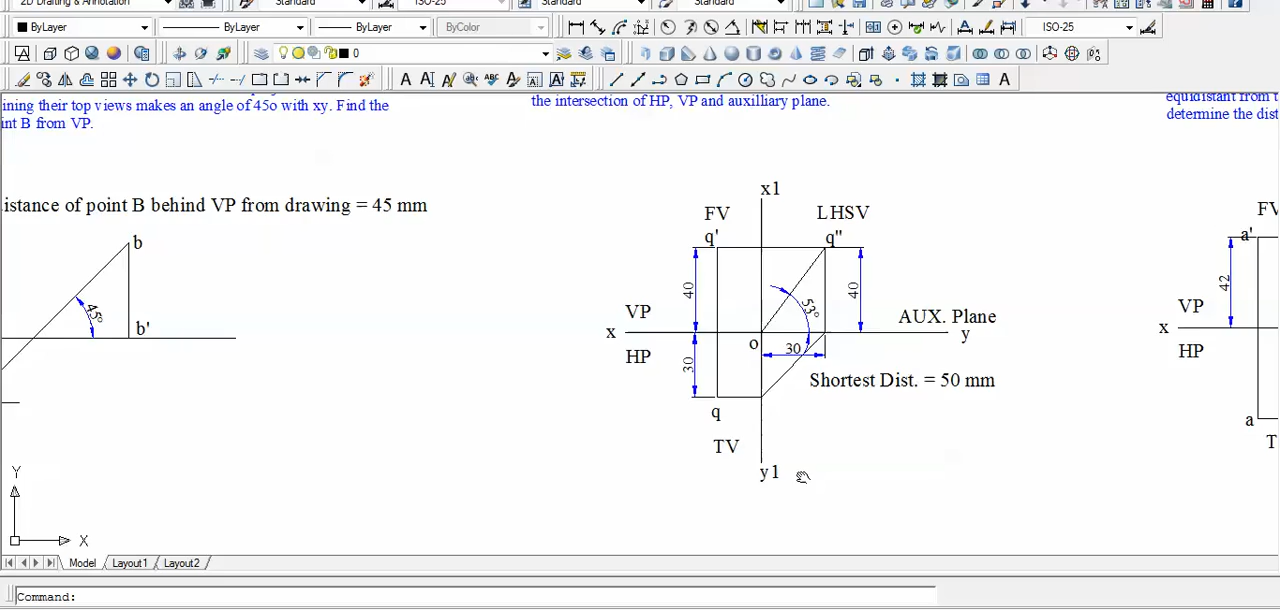 2D Drafting & Annotation
Standard
ISO-25
Standard
Standard
ByLayer
ByLayer
ByLayer
ByColor
ISO-25
0
ining their top views makes an angle of 45o with xy. Find the
int B from VP.
the intersection of HP, VP and auxilliary plane.
equidistant from t
determine the dist
istance of point B behind VP from drawing = 45 mm
b
45°
b'
x1
FV
LHSV
q'
q"
40
53°
40
VP
AUX. Plane
x
y
o
HP
30
30
Shortest Dist. = 50 mm
q
TV
y1
FV
a'
42
VP
x
HP
a
T
Y
X
Model
Layout1
Layout2
Command: